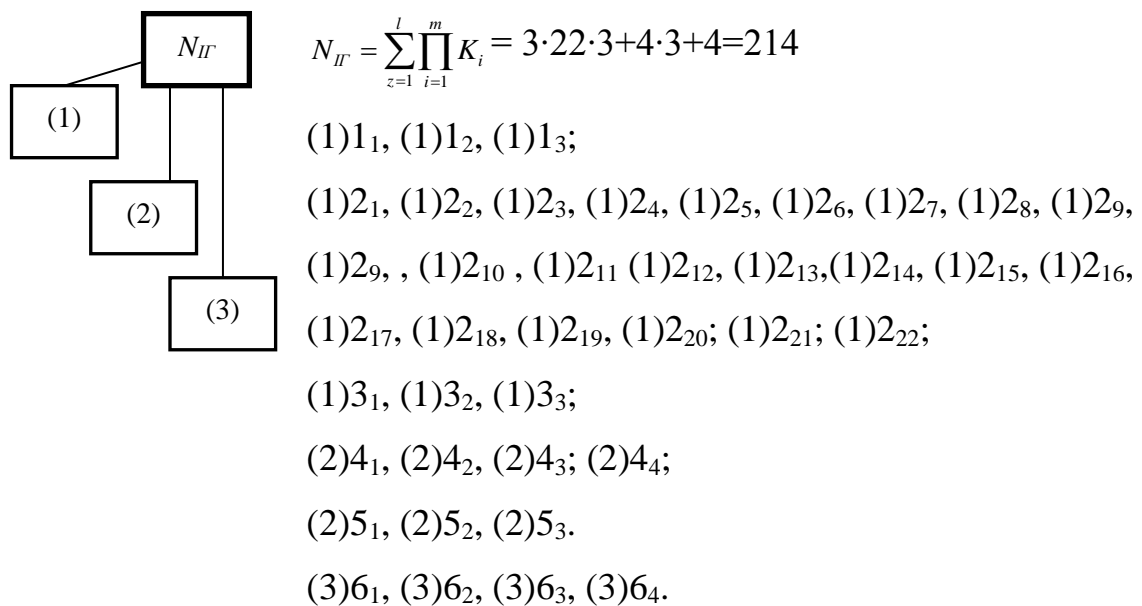 N_ІГ
(1)
(2)
(3)
N_ІГ = \sum_{z=1}^{l} \prod_{i=1}^{m} K_i = 3·22·3+4·3+4=214
(1)1₁, (1)1₂, (1)1₃;
(1)2₁, (1)2₂, (1)2₃, (1)2₄, (1)2₅, (1)2₆, (1)2₇, (1)2₈, (1)2₉,
(1)2₉, , (1)2₁₀ , (1)2₁₁ (1)2₁₂, (1)2₁₃,(1)2₁₄, (1)2₁₅, (1)2₁₆,
(1)2₁₇, (1)2₁₈, (1)2₁₉, (1)2₂₀; (1)2₂₁; (1)2₂₂;
(1)3₁, (1)3₂, (1)3₃;
(2)4₁, (2)4₂, (2)4₃; (2)4₄;
(2)5₁, (2)5₂, (2)5₃.
(3)6₁, (3)6₂, (3)6₃, (3)6₄.